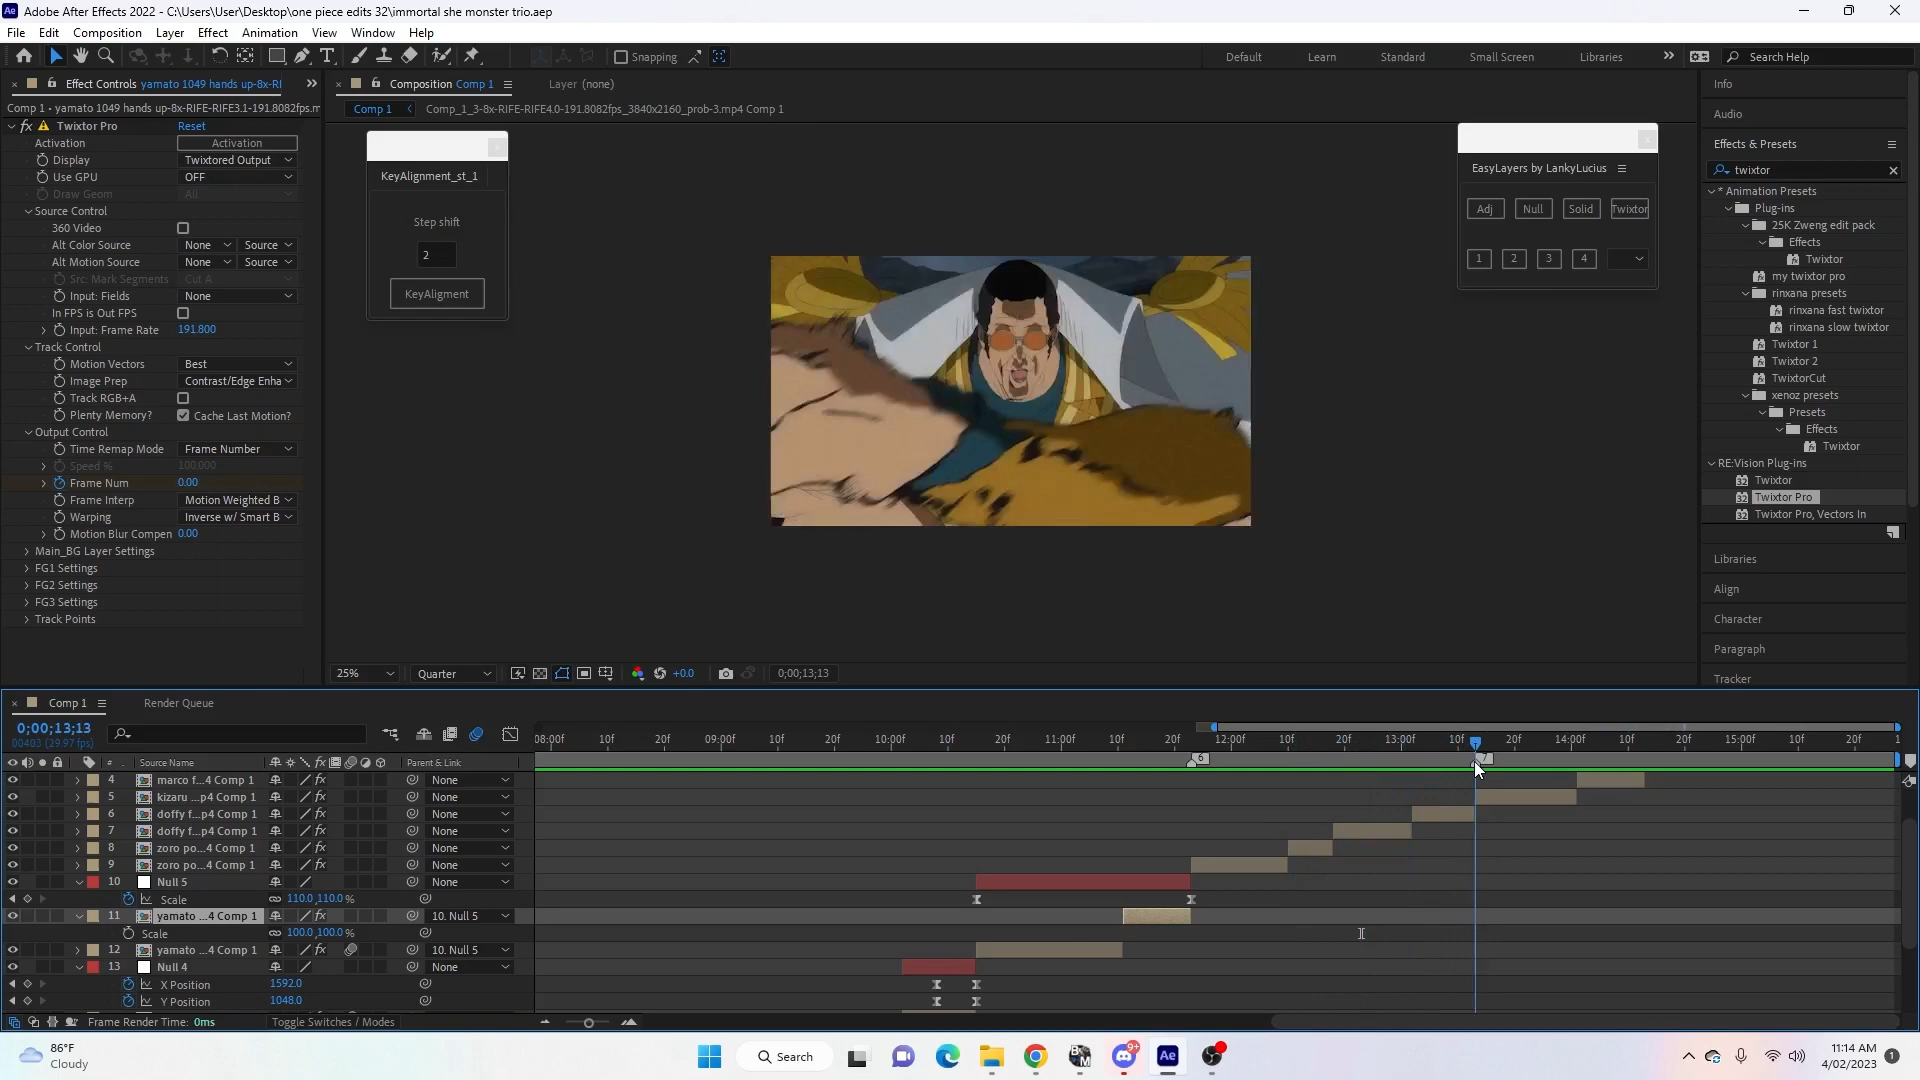 Adobe After Effects 2022 - C:\Users\User\Desktop\one piece edits 32\immortal she monster trio.aep
File Edit Composition Layer Effect Animation View Window Help
Snapping Default Learn Standard Small Screen Libraries Search Help
Effect Controls yamato 1049 hands up-8x-RI
Composition Comp 1 Layer (none)
Comp 1 • yamato 1049 hands up-8x-RIFE-RIFE3.1-191.8082fps.m
Comp 1 Comp_1_3-8x-RIFE-RIFE4.0-191.8082fps_3840x2160_prob-3.mp4 Comp 1
fx Twixtor Pro Reset
Activation Activation
Display Twixtored Output
Use GPU OFF
Draw Geom All
Source Control
360 Video
Alt Color Source None Source
Alt Motion Source None Source
Src: Mark Segments Cut A
Input: Fields None
In FPS is Out FPS
Input: Frame Rate 191.800
Track Control
Motion Vectors Best
Image Prep Contrast/Edge Enha
Track RGB+A
Plenty Memory? Cache Last Motion?
Output Control
Time Remap Mode Frame Number
Speed % 100.000
Frame Num 0.00
Frame Interp Motion Weighted B
Warping Inverse w/ Smart B
Motion Blur Compen 0.00
Main_BG Layer Settings
FG1 Settings
FG2 Settings
FG3 Settings
Track Points
KeyAlignment_st_1
Step shift
2
KeyAligment
EasyLayers by LankyLucius
Adj Null Solid Twixtor
1 2 3 4
25% Quarter +0.0 0;00;13;13
Info
Audio
Effects & Presets
twixtor
* Animation Presets
Plug-ins
25K Zweng edit pack
Effects
Twixtor
my twixtor pro
rinxana presets
rinxana fast twixtor
rinxana slow twixtor
Twixtor 1
Twixtor 2
TwixtorCut
xenoz presets
Presets
Effects
Twixtor
RE:Vision Plug-ins
Twixtor
Twixtor Pro
Twixtor Pro, Vectors In
Libraries
Align
Character
Paragraph
Tracker
Comp 1 Render Queue
0;00;13;13
00403 (29.97 fps)
08:00f 10f 20f 09:00f 10f 20f 10:00f 10f 20f 11:00f 10f 20f 12:00f 10f 20f 13:00f 10f 20f 14:00f 10f 20f 15:00f 10f 20f 1
# Source Name fx Parent & Link 6 7
4 marco f...4 Comp 1 fx None
5 kizaru ...p4 Comp 1 fx None
6 doffy f...p4 Comp 1 fx None
7 doffy f...p4 Comp 1 fx None
8 zoro po...4 Comp 1 fx None
9 zoro po...4 Comp 1 fx None
10 Null 5 None
Scale 110.0,110.0%
11 yamato ...4 Comp 1 fx 10. Null 5
Scale 100.0,100.0%
12 yamato ...4 Comp 1 fx 10. Null 5
13 Null 4 None
X Position 1592.0
Y Position 1048.0
Frame Render Time: 0ms Toggle Switches / Modes
86°F
Cloudy
Search
9+
11:14 AM
4/02/2023
1